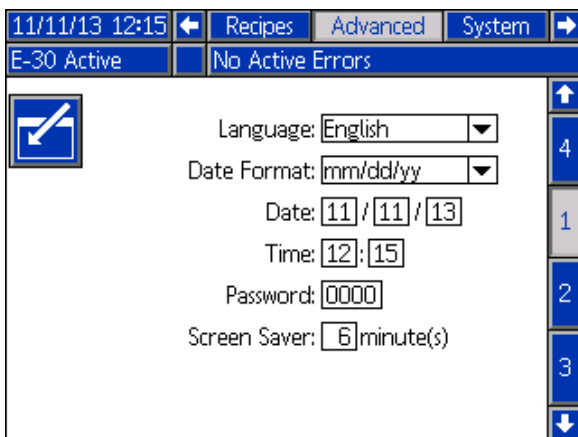 11/11/13 12:15 Recipes Advanced System
E-30 Active No Active Errors
Language: English
Date Format: mm/dd/yy
Date: 11 / 11 / 13
Time: 12 : 15
Password: 0000
Screen Saver: 6 minute(s)
4
1
2
3